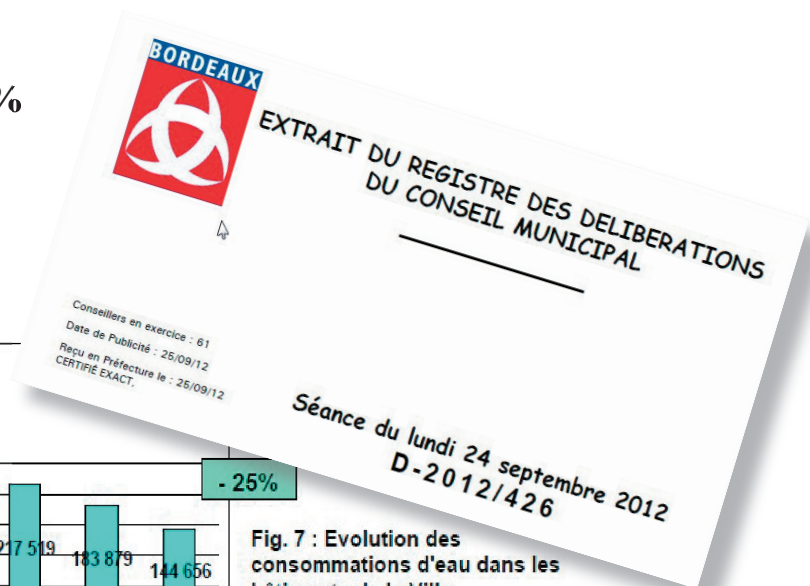 %
BORDEAUX
EXTRAIT DU REGISTRE DES DELIBERATIONS
DU CONSEIL MUNICIPAL
Conseillers en exercice : 61
Date de Publicité : 25/09/12
Reçu en Préfecture le : 25/09/12
CERTIFIÉ EXACT,
Séance du lundi 24 septembre 2012
D-2012/426
- 25%
217 519
183 879
144 656
Fig. 7 : Evolution des
consommations d'eau dans les